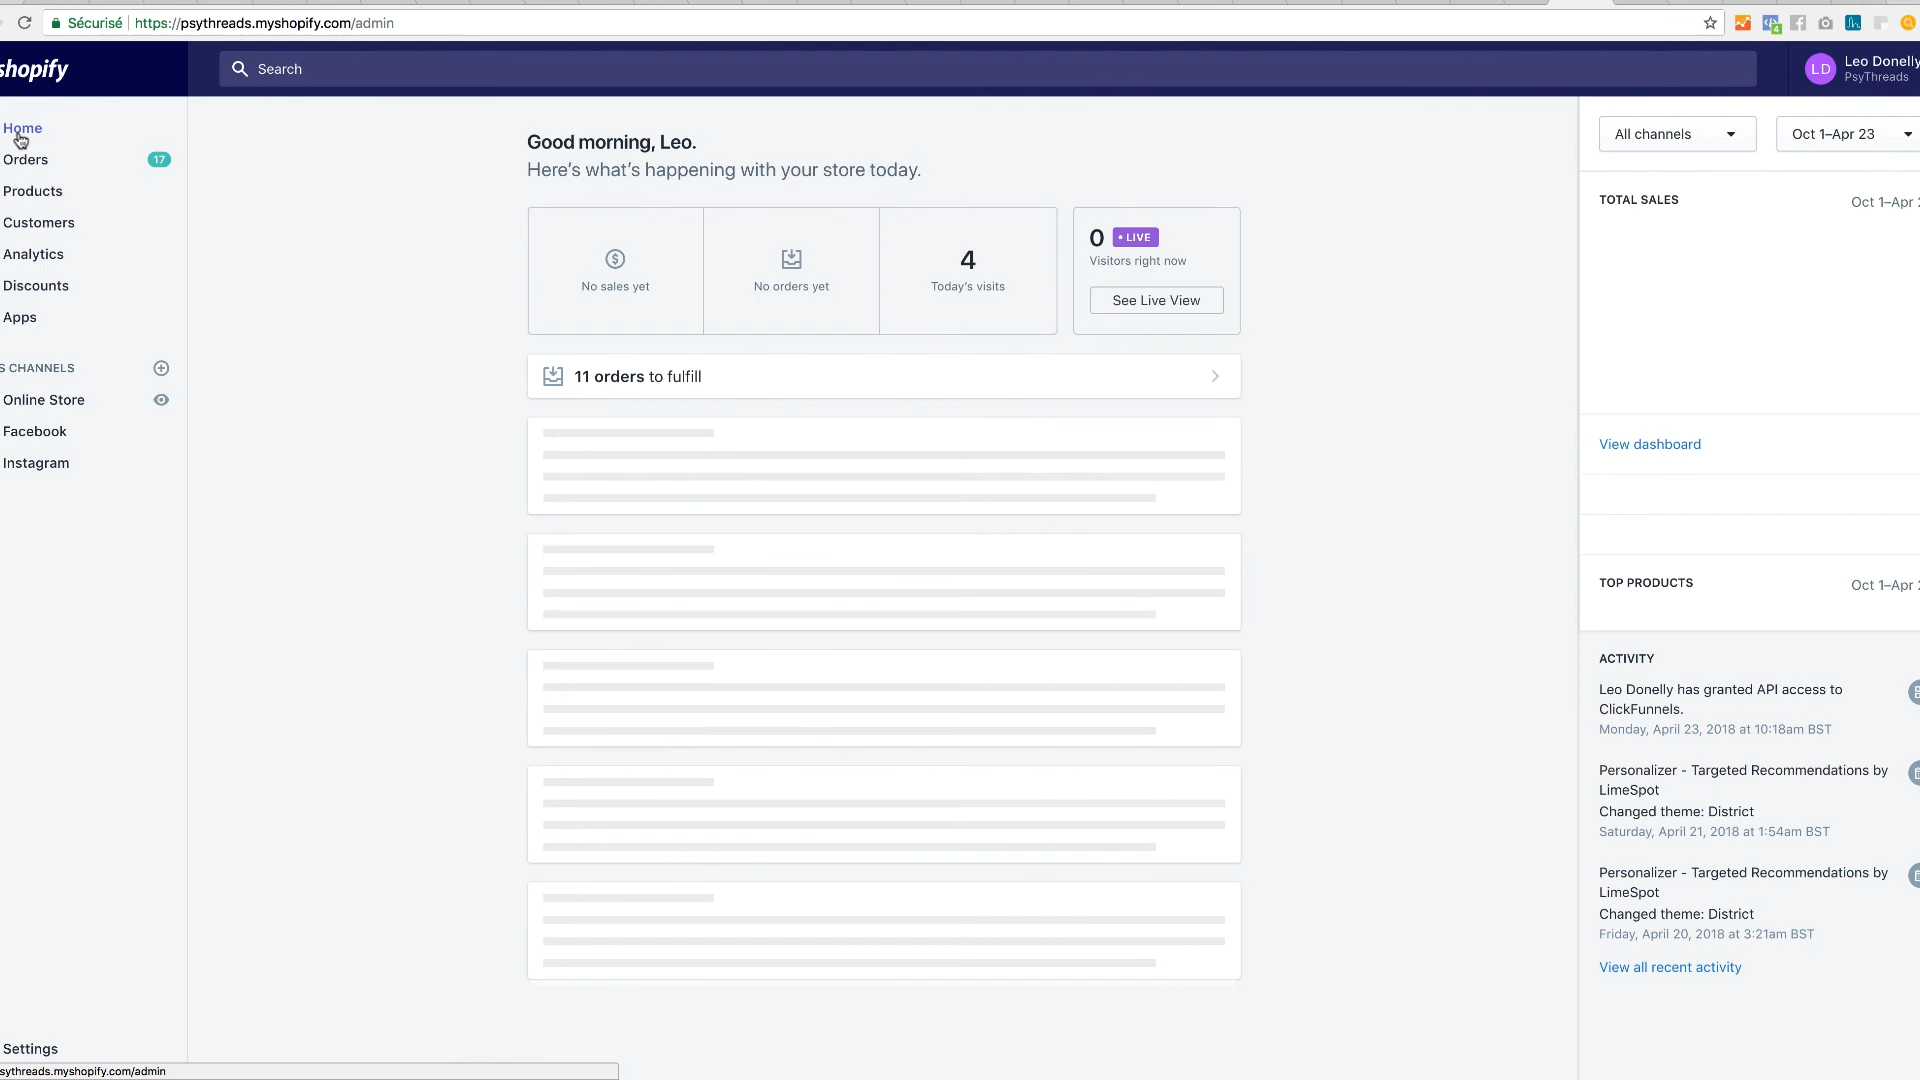 Sécurisé https://psythreads.myshopify.com/admin
4
shopify
Search
LD
Leo Donelly
PsyThreads
Home
Orders 17
Products
Customers
Analytics
Discounts
Apps
S CHANNELS
Online Store
Facebook
Instagram
Settings
sythreads.myshopify.com/admin
Good morning, Leo.
Here's what's happening with your store today.
No sales yet
No orders yet
4
Today's visits
0 • LIVE
Visitors right now
See Live View
11 orders to fulfill
All channels
Oct 1–Apr 23
TOTAL SALES Oct 1–Apr 2
View dashboard
TOP PRODUCTS Oct 1–Apr 2
ACTIVITY
Leo Donelly has granted API access to
ClickFunnels.
Monday, April 23, 2018 at 10:18am BST
Personalizer - Targeted Recommendations by
LimeSpot
Changed theme: District
Saturday, April 21, 2018 at 1:54am BST
Personalizer - Targeted Recommendations by
LimeSpot
Changed theme: District
Friday, April 20, 2018 at 3:21am BST
View all recent activity